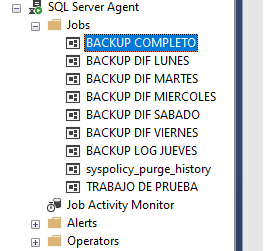 SQL Server Agent
Jobs
BACKUP COMPLETO
BACKUP DIF LUNES
BACKUP DIF MARTES
BACKUP DIF MIERCOLES
BACKUP DIF SABADO
BACKUP DIF VIERNES
BACKUP LOG JUEVES
syspolicy_purge_history
TRABAJO DE PRUEBA
Job Activity Monitor
Alerts
Operators